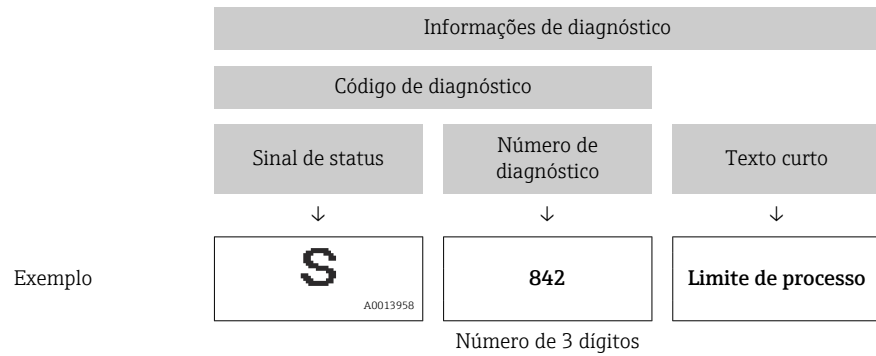 Informações de diagnóstico
Código de diagnóstico
Sinal de status
Número de
diagnóstico
Texto curto
↓ ↓ ↓
Exemplo
S
A0013958
842
Limite de processo
Número de 3 dígitos